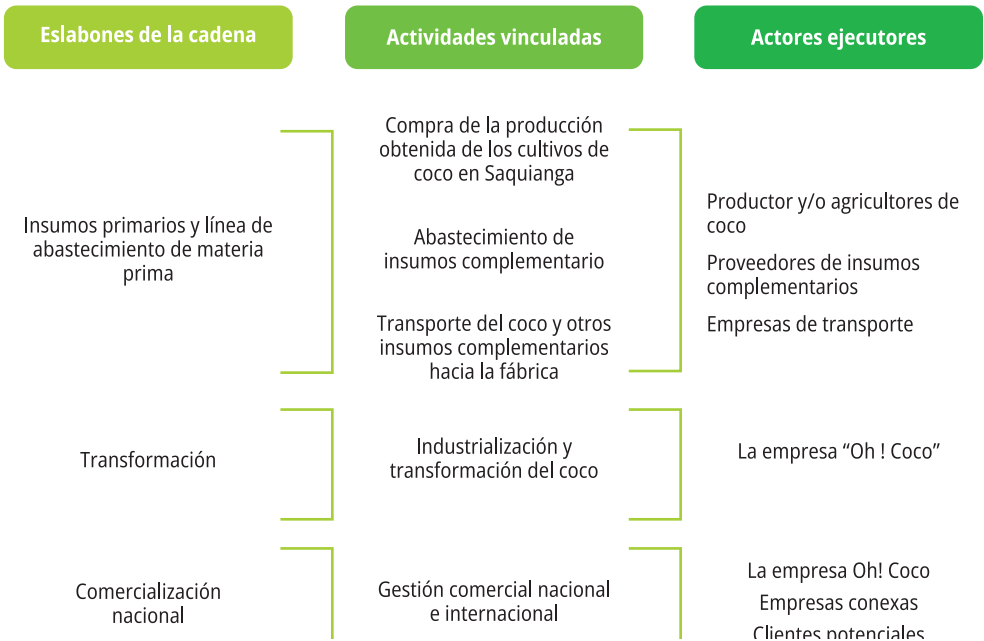 Eslabones de la cadena
Actividades vinculadas
Actores ejecutores
Insumos primarios y línea de
abastecimiento de materia
prima
Compra de la producción
obtenida de los cultivos de
coco en Saquianga
Abastecimiento de
insumos complementario
Transporte del coco y otros
insumos complementarios
hacia la fábrica
Productor y/o agricultores de
coco
Proveedores de insumos
complementarios
Empresas de transporte
Transformación
Industrialización y
transformación del coco
La empresa “Oh ! Coco”
Comercialización
nacional
Gestión comercial nacional
e internacional
La empresa Oh! Coco
Empresas conexas
Clientes potenciales